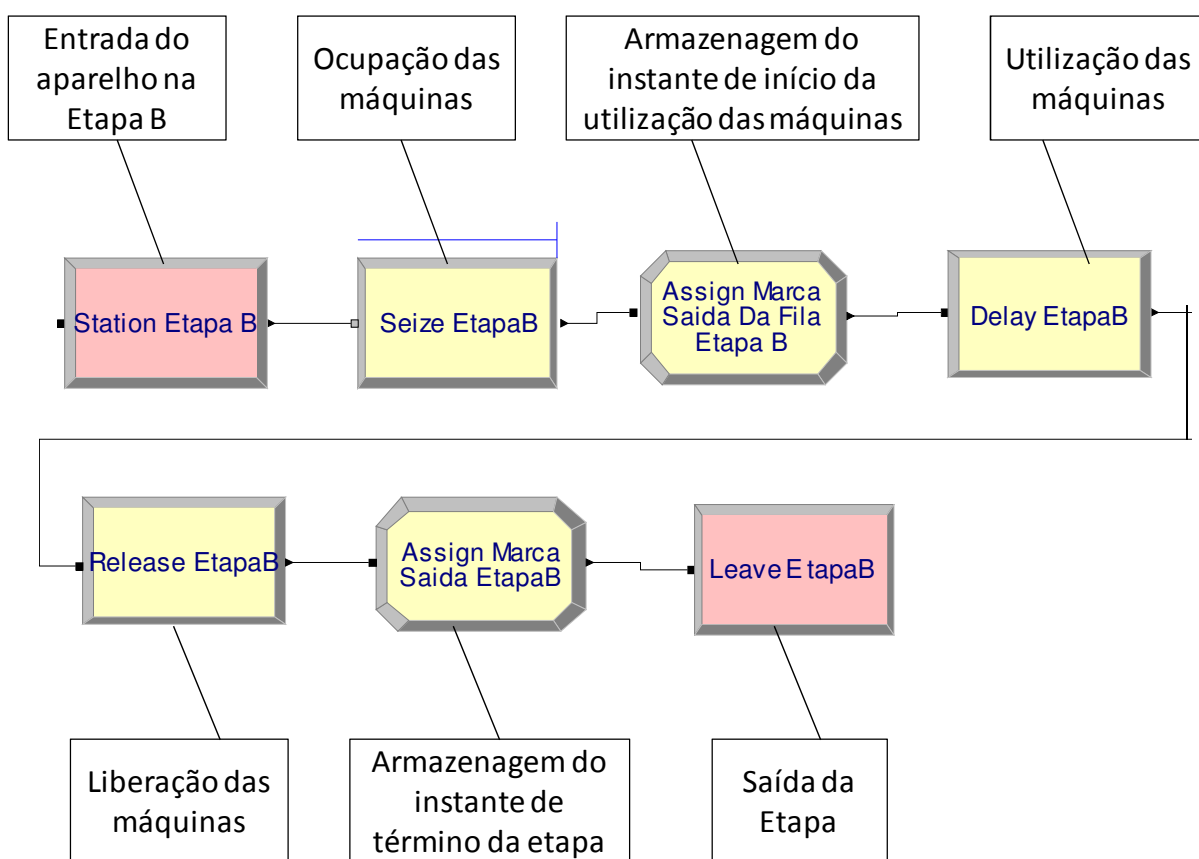 Entrada do
aparelho na
Etapa B
Ocupação das
máquinas
Armazenagem do
instante de início da
utilização das máquinas
Utilização das
máquinas
Station Etapa B
Seize EtapaB
Assign Marca
Saida Da Fila
Etapa B
Delay EtapaB
Release EtapaB
Assign Marca
Saida EtapaB
Leave EtapaB
Liberação das
máquinas
Armazenagem do
instante de
término da etapa
Saída da
Etapa